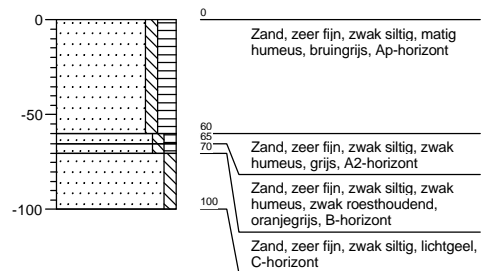 0
-50
-100
0
Zand, zeer fijn, zwak siltig, matig
humeus, bruingrijs, Ap-horizont
60
65
70
Zand, zeer fijn, zwak siltig, zwak
humeus, grijs, A2-horizont
Zand, zeer fijn, zwak siltig, zwak
humeus, zwak roesthoudend,
oranjegrijs, B-horizont
100
Zand, zeer fijn, zwak siltig, lichtgeel,
C-horizont